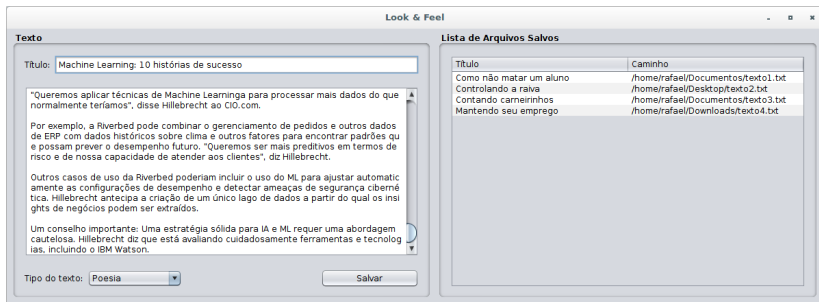 Look & Feel
Texto
Título: Machine Learning: 10 histórias de sucesso
"Queremos aplicar técnicas de Machine Learninga para processar mais dados do que
normalmente teríamos", disse Hillebrecht ao CIO.com.
Por exemplo, a Riverbed pode combinar o gerenciamento de pedidos e outros dados
de ERP com dados históricos sobre clima e outros fatores para encontrar padrões qu
e possam prever o desempenho futuro. "Queremos ser mais preditivos em termos de
risco e de nossa capacidade de atender aos clientes", diz Hillebrecht.
Outros casos de uso da Riverbed poderiam incluir o uso do ML para ajustar automatic
amente as configurações de desempenho e detectar ameaças de segurança ciberné
tica. Hillebrecht antecipa a criação de um único lago de dados a partir do qual os insi
ghts de negócios podem ser extraídos.
Um conselho importante: Uma estratégia sólida para IA e ML requer uma abordagem
cautelosa. Hillebrecht diz que está avaliando cuidadosamente ferramentas e tecnolog
ias, incluindo o IBM Watson.
Tipo do texto: Poesia
Salvar
Lista de Arquivos Salvos
Título Caminho
Como não matar um aluno /home/rafael/Documentos/texto1.txt
Controlando a raiva /home/rafael/Desktop/texto2.txt
Contando carneirinhos /home/rafael/Documentos/texto3.txt
Mantendo seu emprego /home/rafael/Downloads/texto4.txt